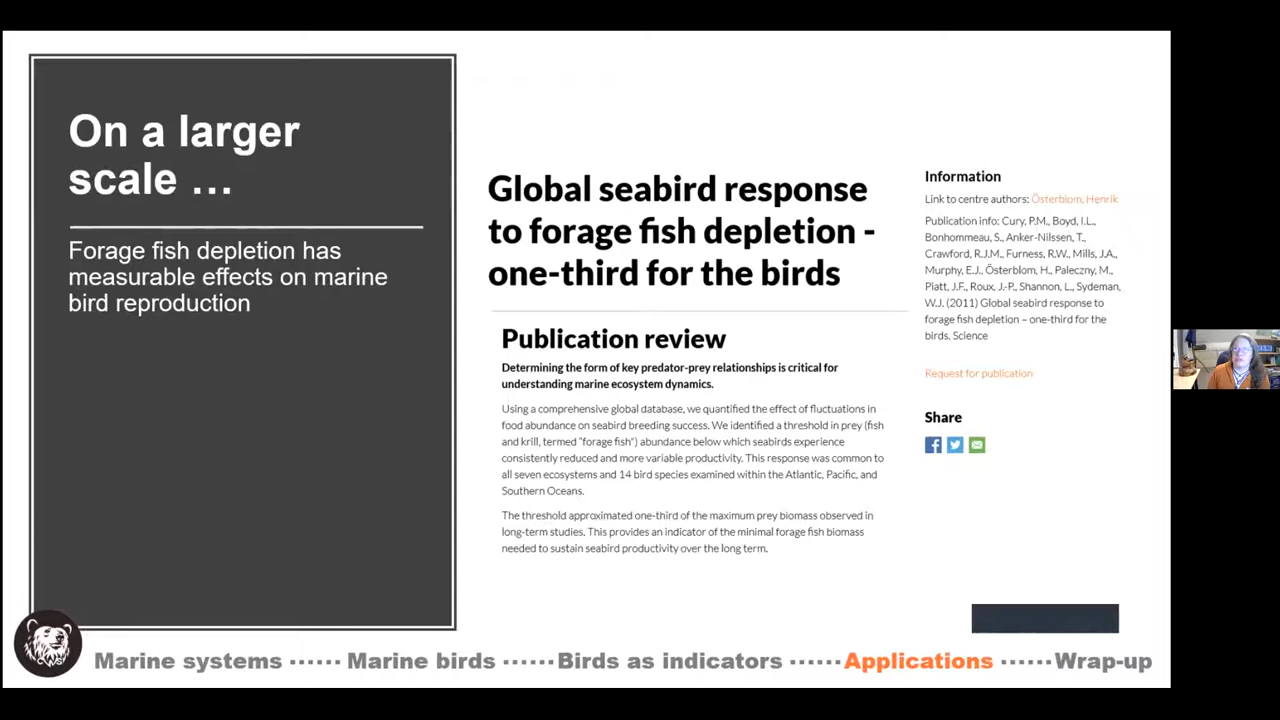 On a larger
scale …
Forage fish depletion has
measurable effects on marine
bird reproduction
Global seabird response
to forage fish depletion -
one-third for the birds
Publication review
Determining the form of key predator-prey relationships is critical for
understanding marine ecosystem dynamics.
Using a comprehensive global database, we quantified the effect of fluctuations in
food abundance on seabird breeding success. We identified a threshold in prey (fish
and krill, termed “forage fish”) abundance below which seabirds experience
consistently reduced and more variable productivity. This response was common to
all seven ecosystems and 14 bird species examined within the Atlantic, Pacific, and
Southern Oceans.
The threshold approximated one-third of the maximum prey biomass observed in
long-term studies. This provides an indicator of the minimal forage fish biomass
needed to sustain seabird productivity over the long term.
Information
Link to centre authors: Österblom, Henrik
Publication info: Cury, P.M., Boyd, I.L.,
Bonhommeau, S., Anker-Nilssen, T.,
Crawford, R.J.M., Furness, R.W., Mills, J.A.,
Murphy, E.J., Österblom, H., Paleczny, M.,
Piatt, J.F., Roux, J.-P., Shannon, L., Sydeman,
W.J. (2011) Global seabird response to
forage fish depletion – one-third for the
birds. Science
Request for publication
Share
Marine systems ······ Marine birds ······ Birds as indicators ······ Applications ······ Wrap-up